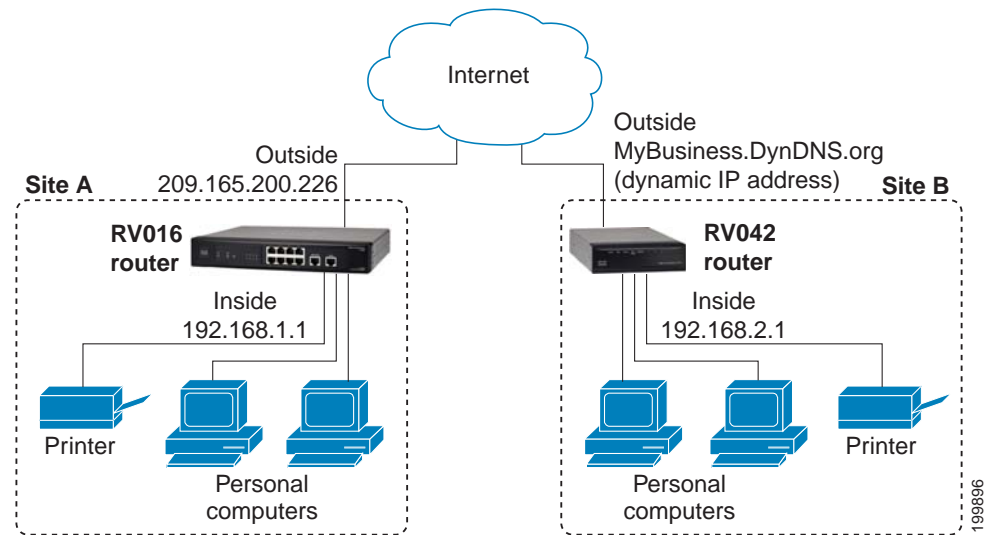 Internet
Outside
209.165.200.226
Outside
MyBusiness.DynDNS.org
(dynamic IP address)
Site A
Site B
RV016
router
RV042
router
Inside
192.168.1.1
Inside
192.168.2.1
Printer
Personal
computers
Personal
computers
Printer
199896